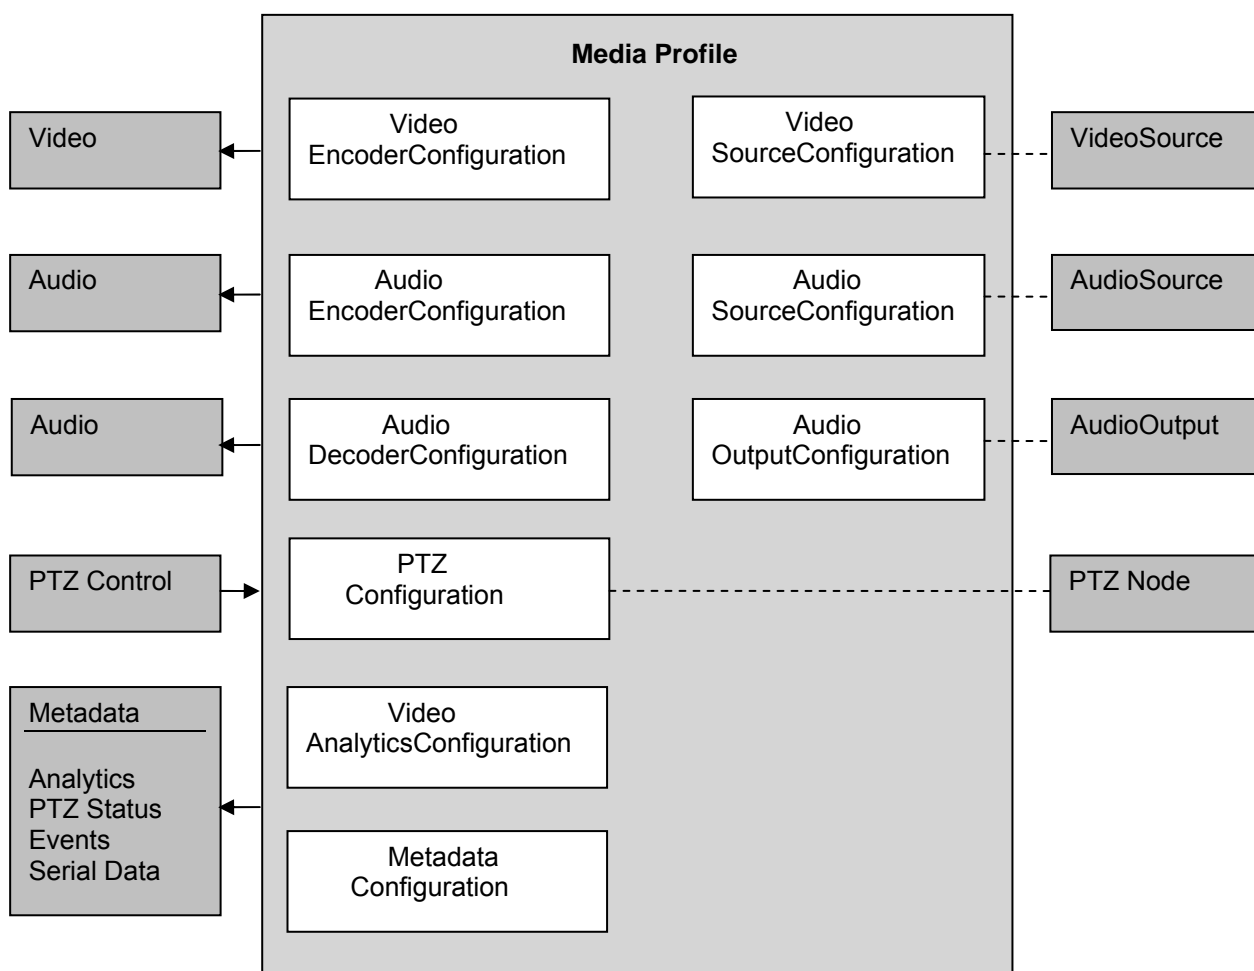 Media Profile
Video
Video
EncoderConfiguration
Video
SourceConfiguration
VideoSource
Audio
Audio
EncoderConfiguration
Audio
SourceConfiguration
AudioSource
Audio
Audio
DecoderConfiguration
Audio
OutputConfiguration
AudioOutput
PTZ Control
PTZ
Configuration
PTZ Node
Metadata
Analytics
PTZ Status
Events
Serial Data
Video
AnalyticsConfiguration
Metadata
Configuration